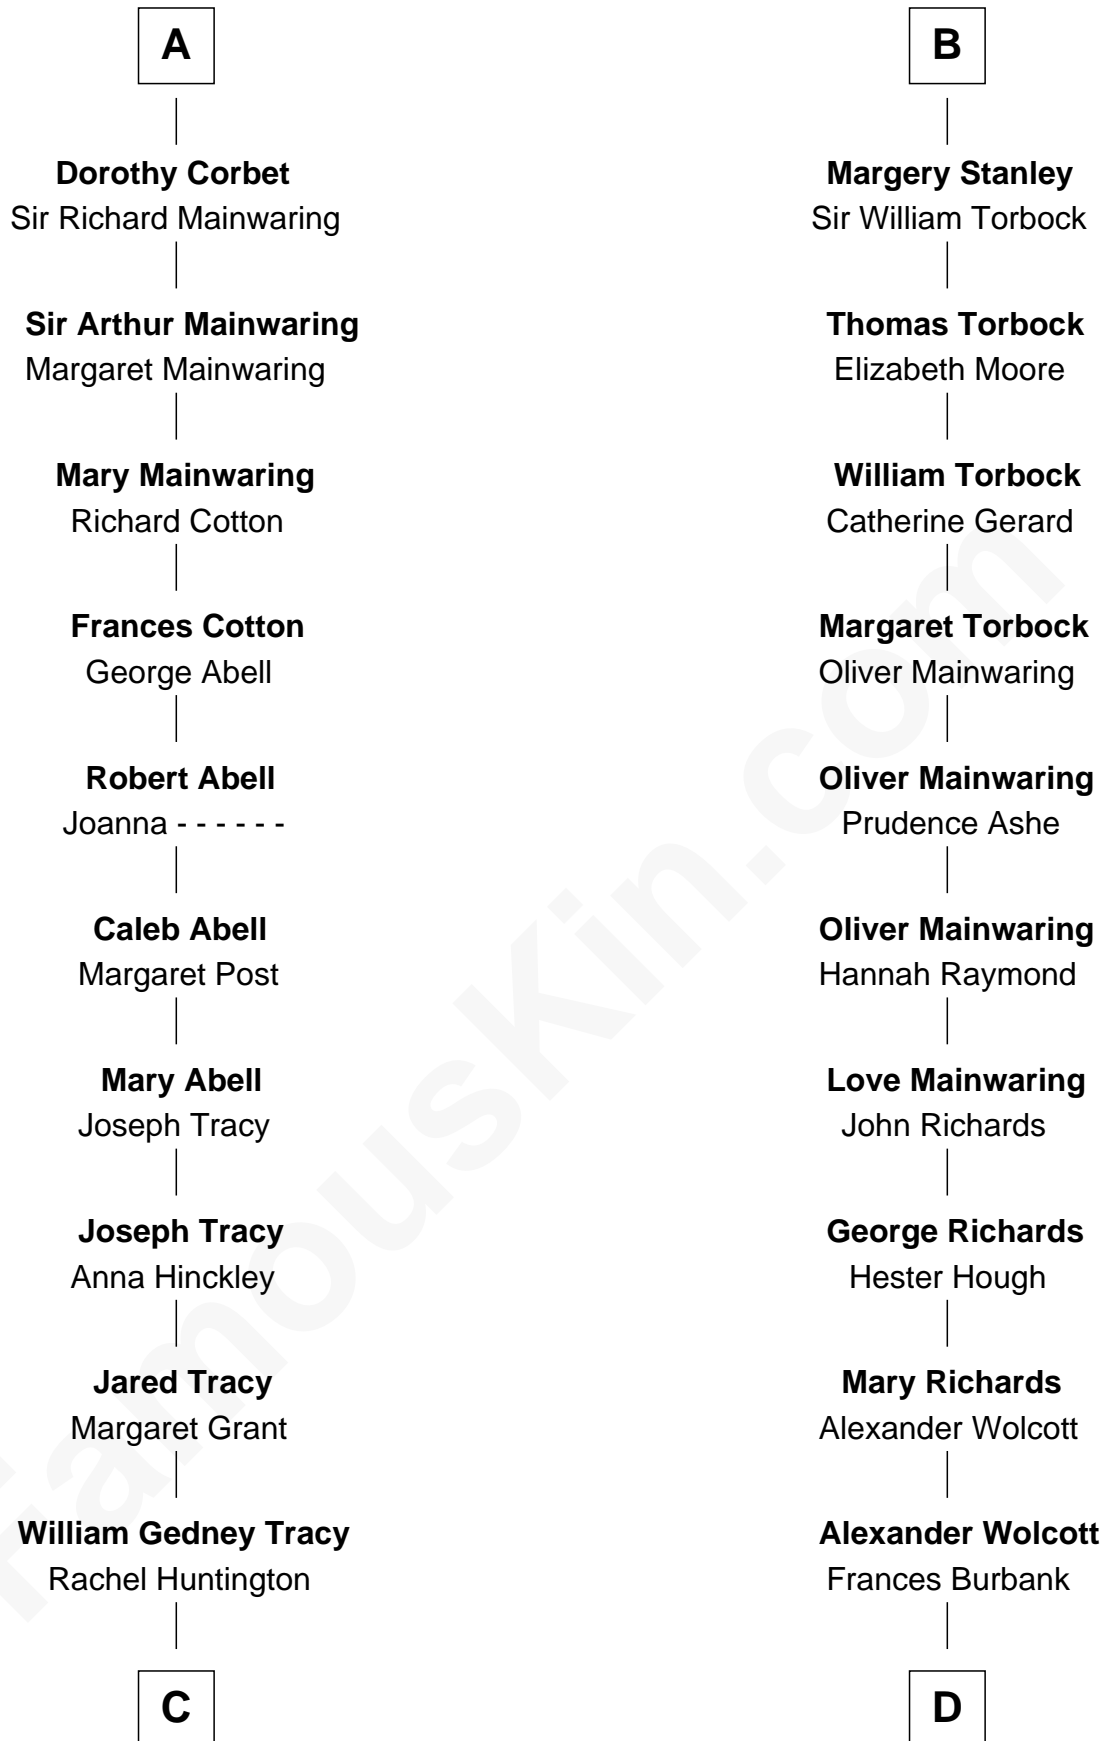 A
Dorothy Corbet
Sir Richard Mainwaring
Sir Arthur Mainwaring
Margaret Mainwaring
Mary Mainwaring
Richard Cotton
Frances Cotton
George Abell
Robert Abell
Joanna - - - - - -
Caleb Abell
Margaret Post
Mary Abell
Joseph Tracy
Joseph Tracy
Anna Hinckley
Jared Tracy
Margaret Grant
William Gedney Tracy
Rachel Huntington
C
B
Margery Stanley
Sir William Torbock
Thomas Torbock
Elizabeth Moore
William Torbock
Catherine Gerard
Margaret Torbock
Oliver Mainwaring
Oliver Mainwaring
Prudence Ashe
Oliver Mainwaring
Hannah Raymond
Love Mainwaring
John Richards
George Richards
Hester Hough
Mary Richards
Alexander Wolcott
Alexander Wolcott
Frances Burbank
D
FamousKin.com